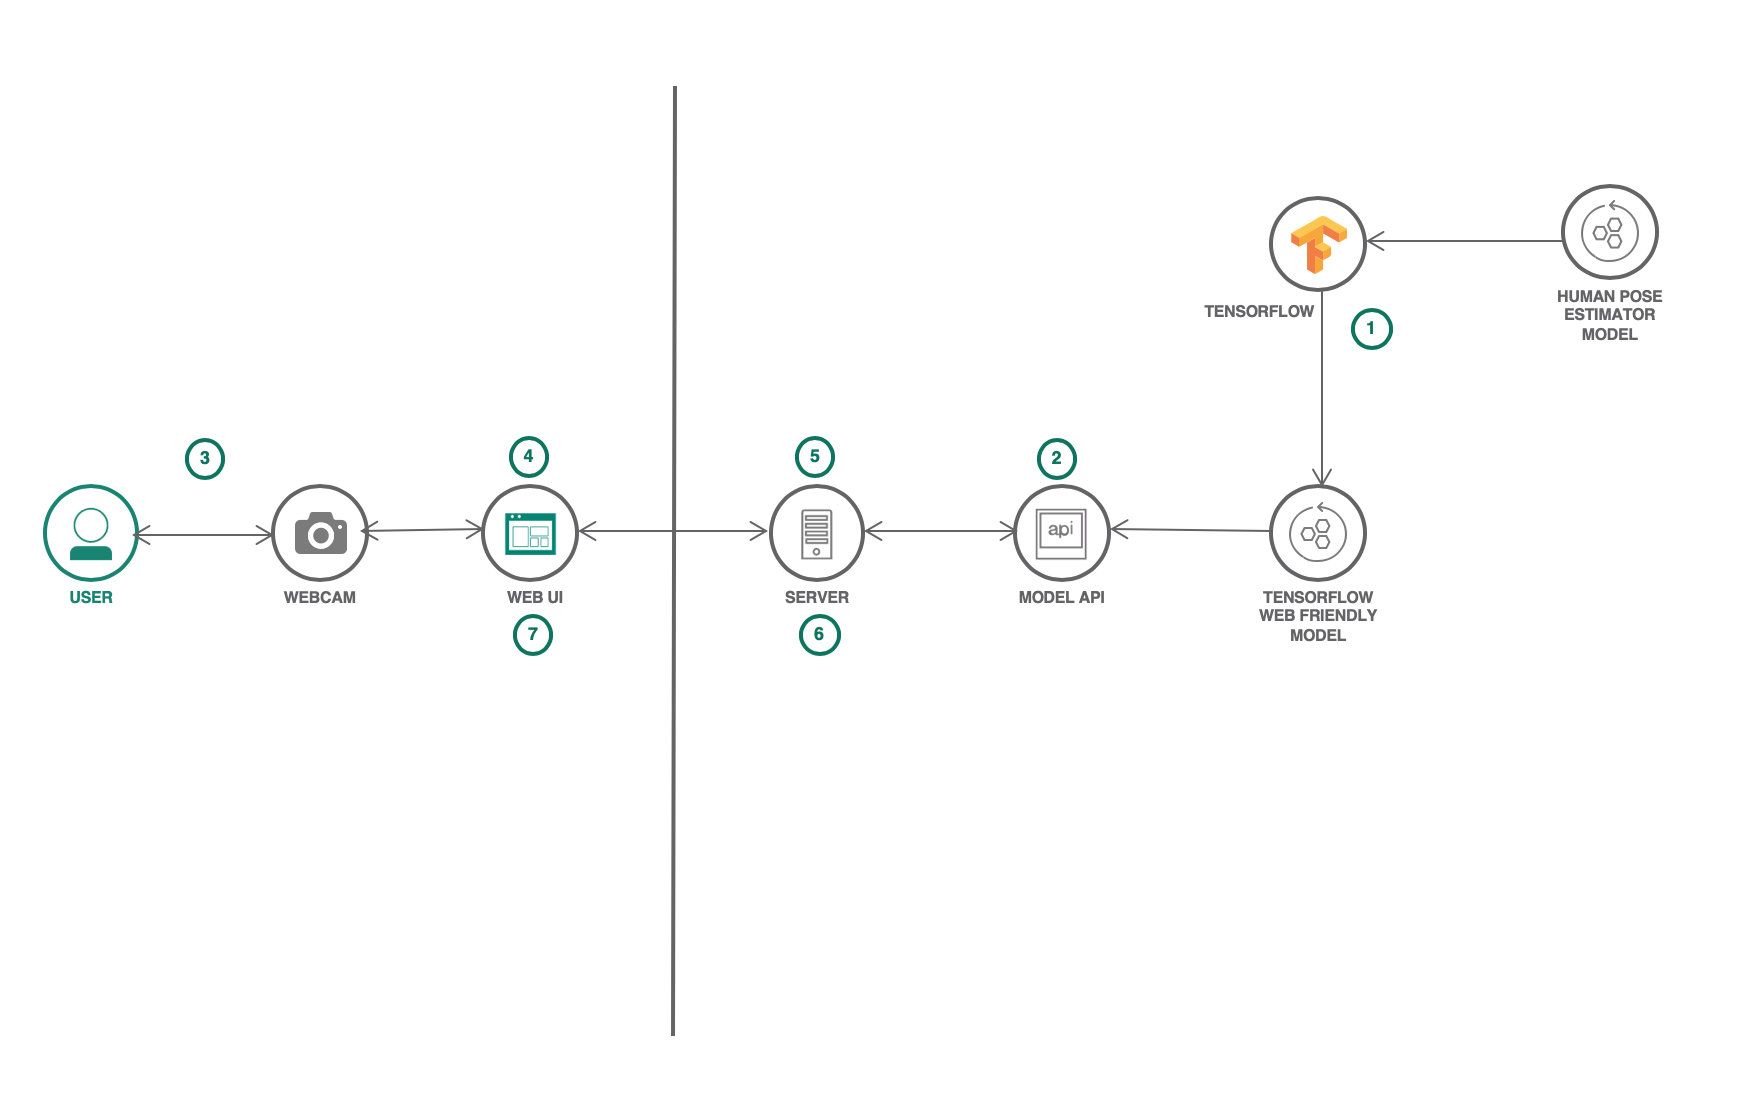 HUMAN POSE
ESTIMATOR
MODEL
TENSORFLOW
1
3
4
5
2
api
USER
WEBCAM
WEB UI
SERVER
MODEL API
TENSORFLOW
WEB FRIENDLY
MODEL
7
6